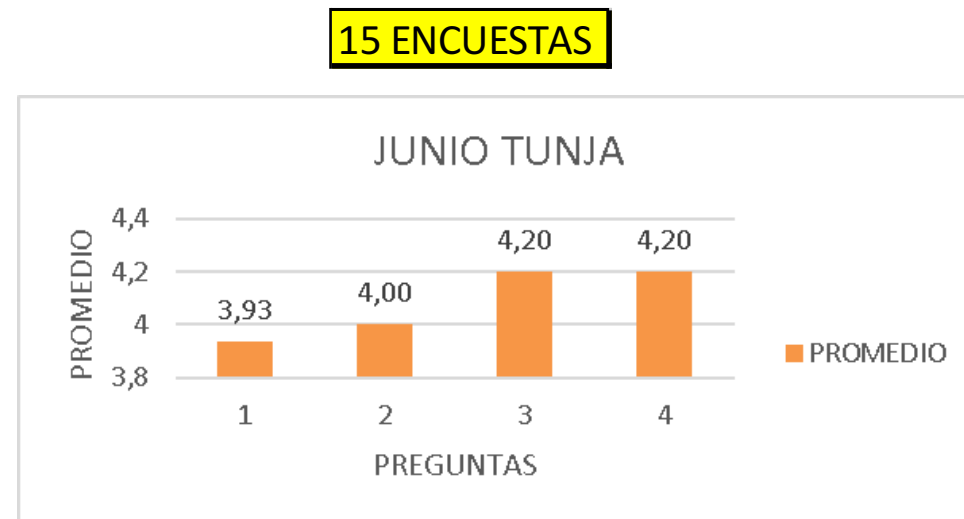 15 ENCUESTAS
JUNIO TUNJA
PROMEDIO
4,4
4,2
4
3,8
3,93
4,00
4,20
4,20
1
2
3
4
PREGUNTAS
PROMEDIO